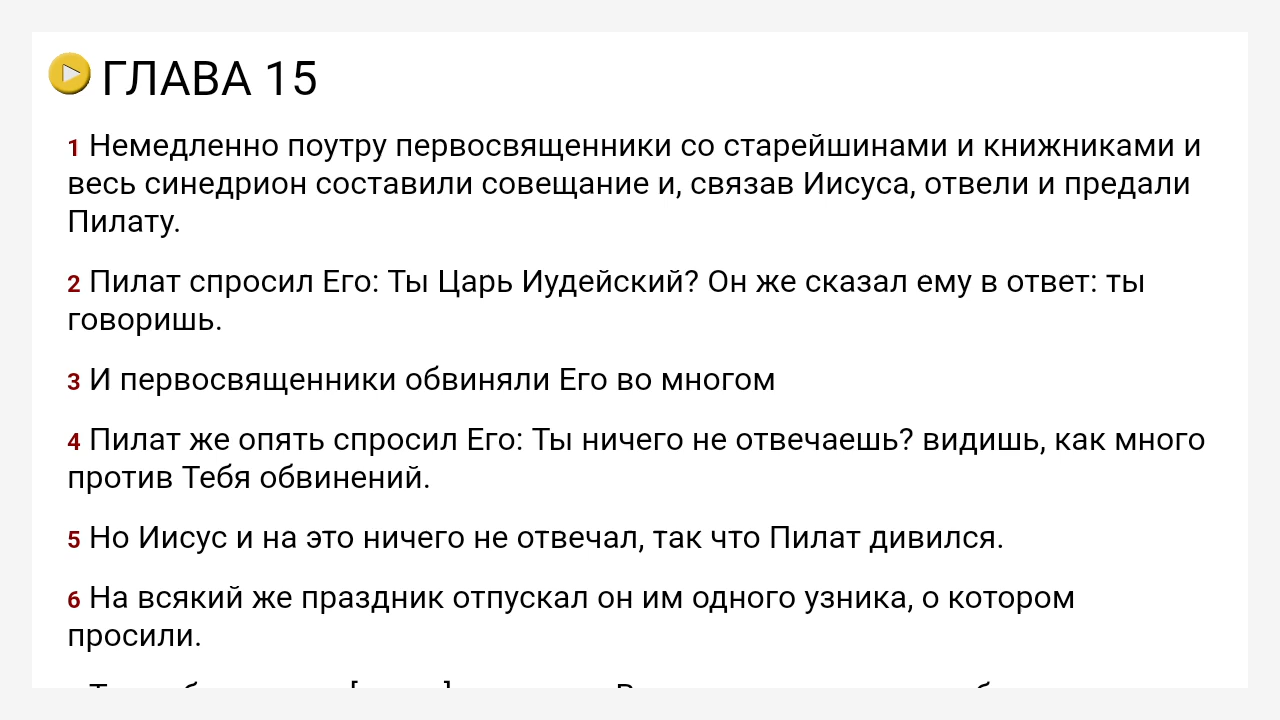 ГЛАВА 15
1 Немедленно поутру первосвященники со старейшинами и книжниками и
весь синедрион составили совещание и, связав Иисуса, отвели и предали
Пилату.
2 Пилат спросил Его: Ты Царь Иудейский? Он же сказал ему в ответ: ты
говоришь.
3 И первосвященники обвиняли Его во многом
4 Пилат же опять спросил Его: Ты ничего не отвечаешь? видишь, как много
против Тебя обвинений.
5 Но Иисус и на это ничего не отвечал, так что Пилат дивился.
6 На всякий же праздник отпускал он им одного узника, о котором
просили.